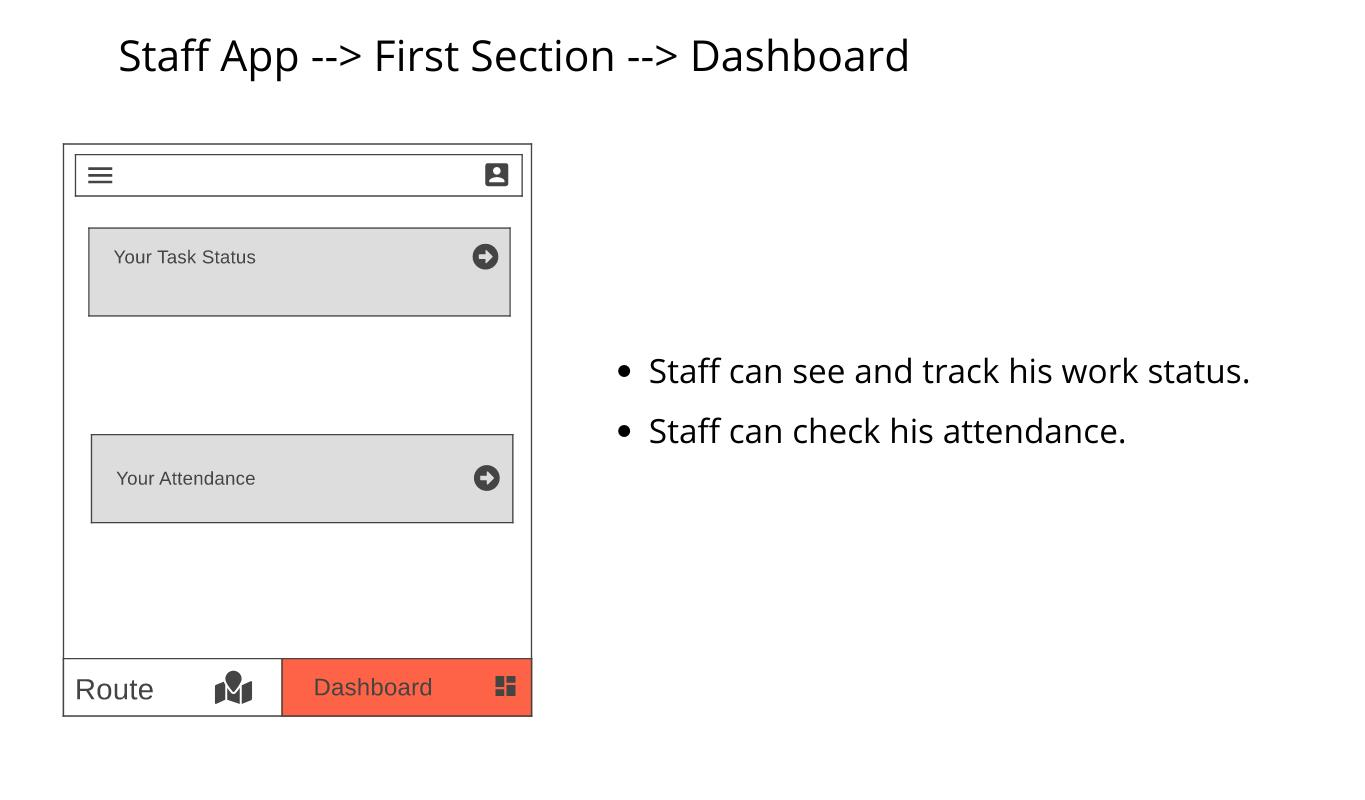 Staff App --> First Section --> Dashboard
Your Task Status
Your Attendance
Route
Dashboard
• Staff can see and track his work status.
• Staff can check his attendance.